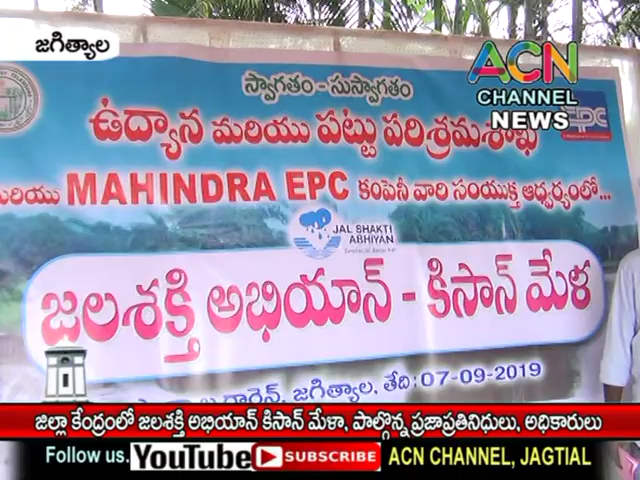 జగిత్యాల
ACN
CHANNEL
NEWS
స్వాగతం - సుస్వాగతం
ఉద్యాన మరియు పట్టు పరిశ్రమశాఖ
EPC
మరియు MAHINDRA EPC కంపెనీ వారి సంయుక్త ఆధ్వర్యంలో...
JAL SHAKTI
ABHIYAN
జలశక్తి అభియాన్ - కిసాన్ మేళ
గార్డెన్, జగిత్యాల, తేది:07-09-2019
జిల్లా కేంద్రంలో జలశక్తి అభియాన్ కిసాన్ మేళా, పాల్గొన్న ప్రజాప్రతినిధులు, అధికారులు
Follow us. YouTube SUBSCRIBE ACN CHANNEL, JAGTIAL